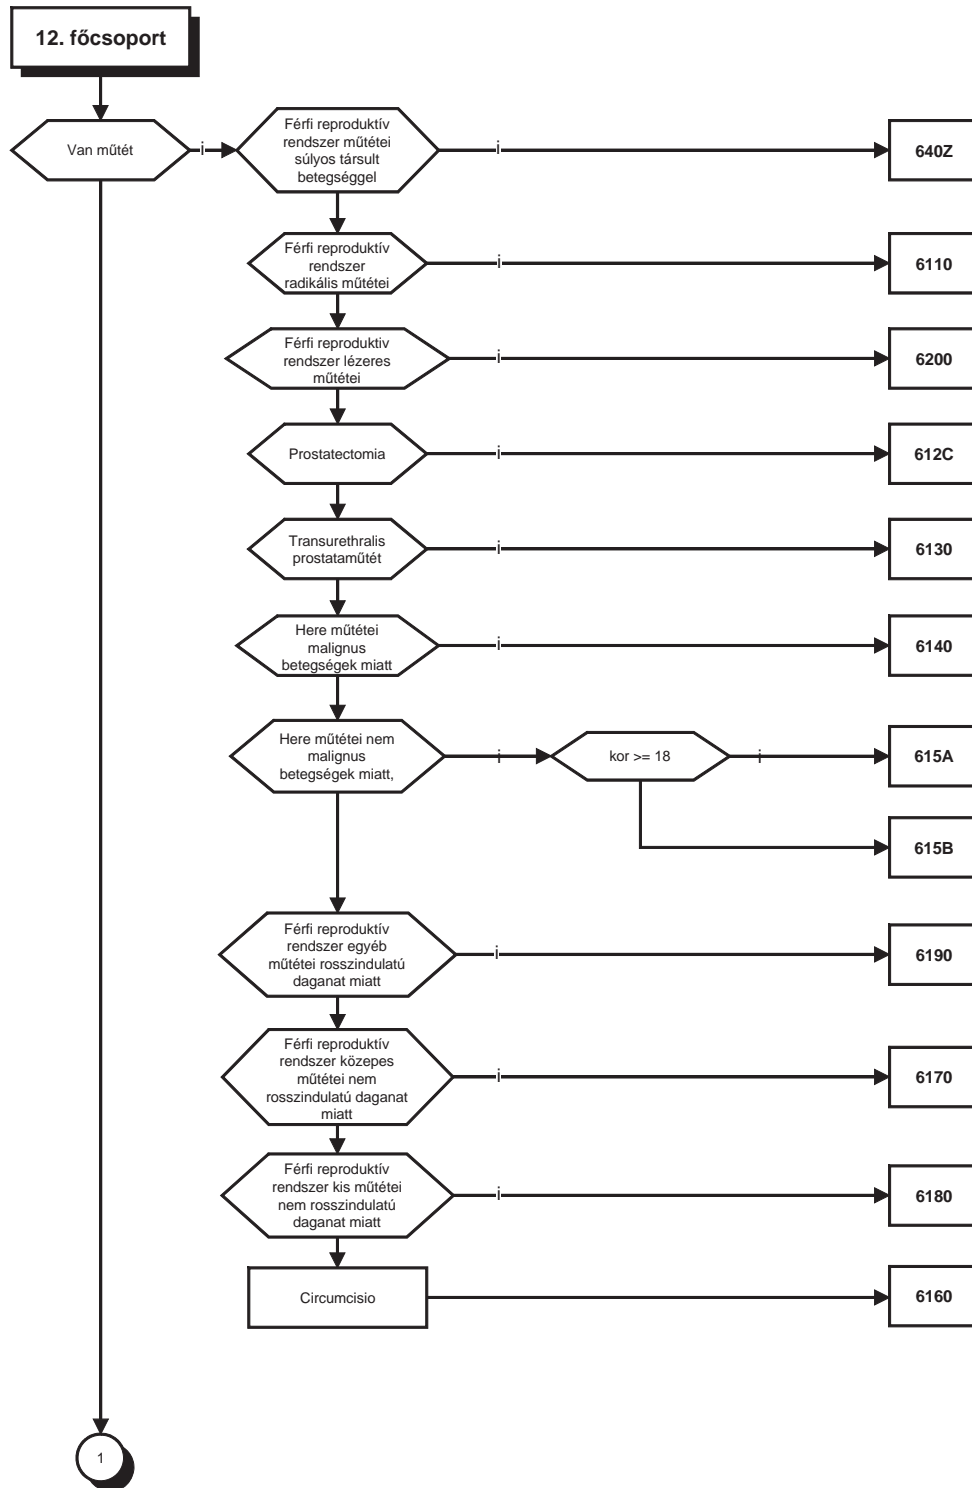 12. főcsoport
Van műtét
i
Férfi reproduktív
rendszer műtétei
súlyos társult
betegséggel
i
640Z
Férfi reproduktív
rendszer
radikális műtétei
i
6110
Férfi reproduktiv
rendszer lézeres
műtétei
i
6200
Prostatectomia
i
612C
Transurethralis
prostataműtét
i
6130
Here műtétei
malignus
betegségek miatt
i
6140
Here műtétei nem
malignus
betegségek miatt,
i
kor >= 18
i
615A
615B
Férfi reproduktív
rendszer egyéb
műtétei rosszindulatú
daganat miatt
i
6190
Férfi reproduktív
rendszer közepes
műtétei nem
rosszindulatú daganat
miatt
i
6170
Férfi reproduktív
rendszer kis műtétei
nem rosszindulatú
daganat miatt
i
6180
Circumcisio
6160
1